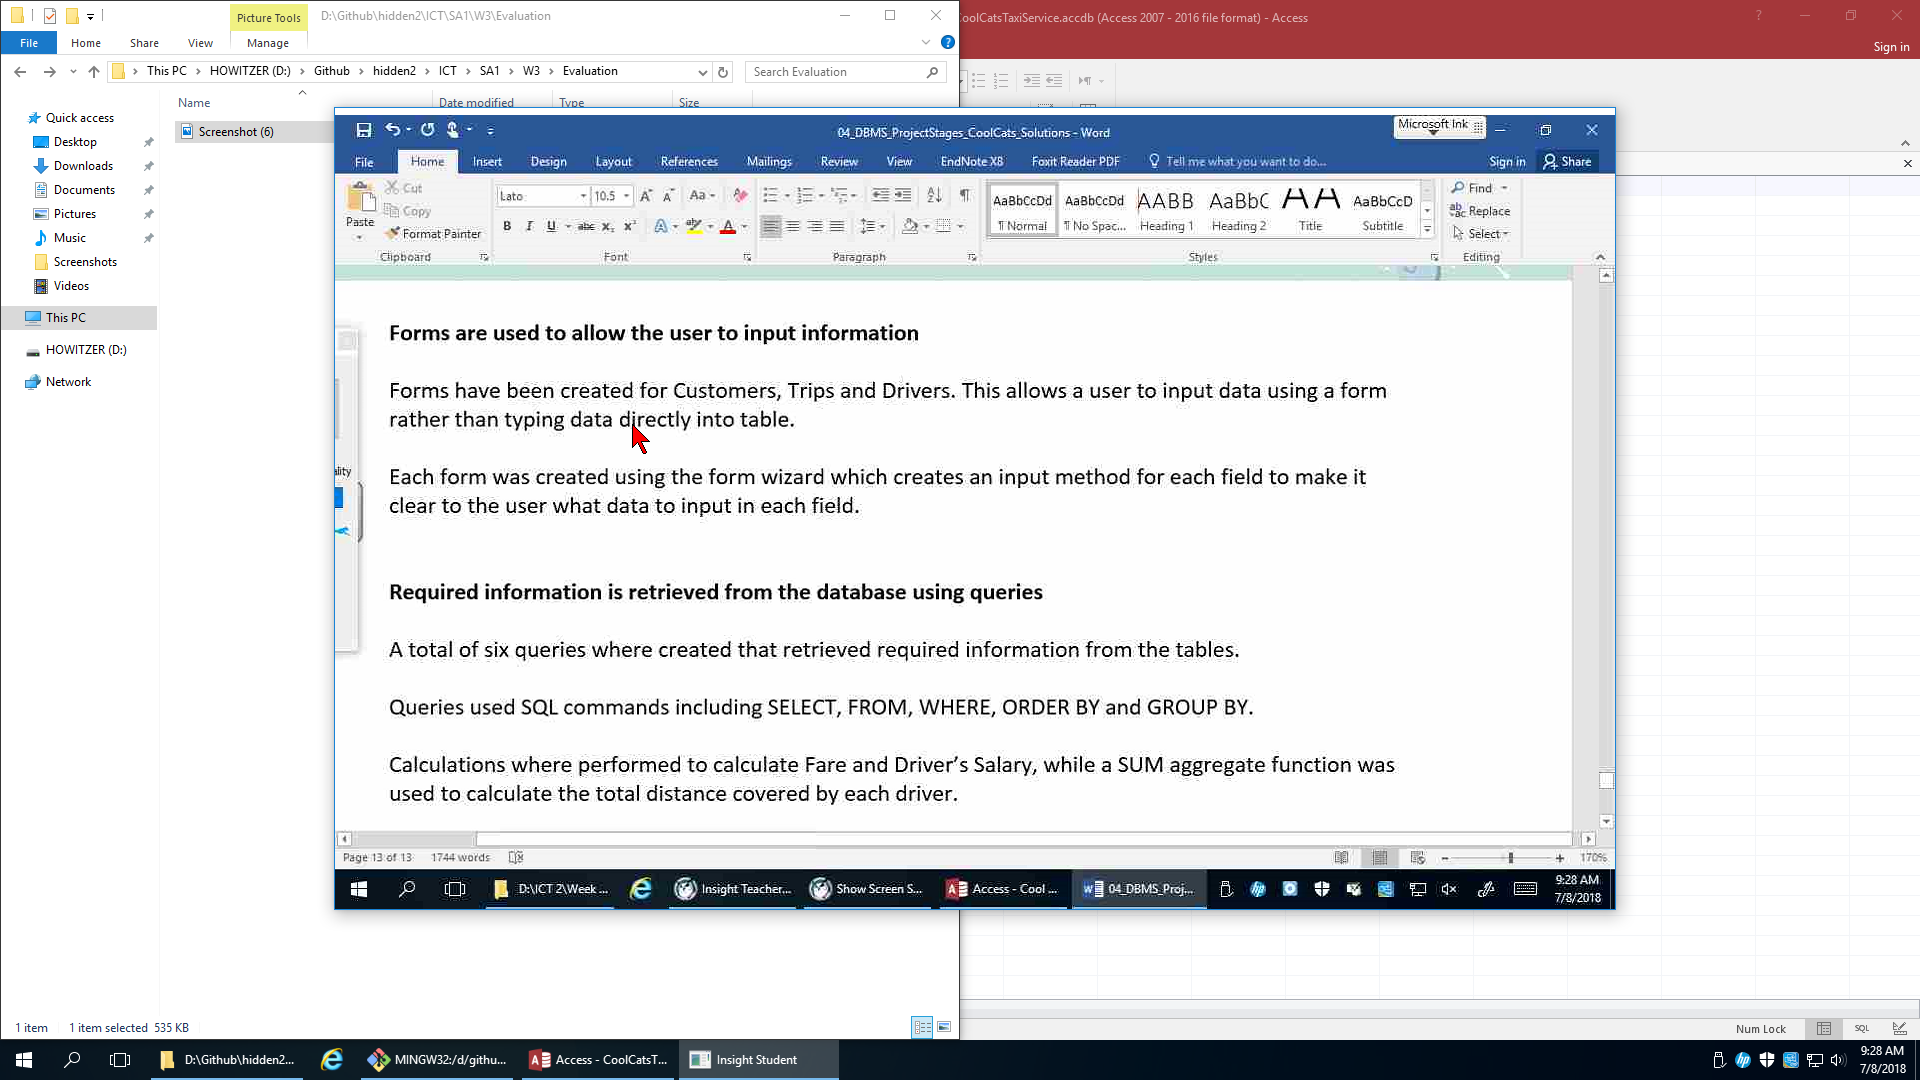 Picture Tools
D:\Github\hidden2\ICT\SA1\W3\Evaluation
CoolCatsTaxiService.accdb (Access 2007 - 2016 file format) - Access
File
Home
Share
View
Manage
Sign in
This PC
HOWITZER (D:)
Github
hidden2
ICT
SA1
W3
Evaluation
Search Evaluation
Name
Date modified
Type
Size
Quick access
Desktop
Downloads
Documents
Pictures
Music
Screenshots
Videos
This PC
HOWITZER (D:)
Network
Screenshot (6)
04_DBMS_ProjectStages_CoolCats_Solutions - Word
Microsoft Ink
File
Home
Insert
Design
Layout
References
Mailings
Review
View
EndNote X8
Foxit Reader PDF
Tell me what you want to do...
Sign in
Share
Paste
Cut
Copy
Format Painter
Clipboard
Lato
10.5
Font
Paragraph
AaBbCcDd
¶ Normal
AaBbCcDd
¶ No Spac...
AABB
Heading 1
AaBbC
Heading 2
AA
Title
AaBbCcD
Subtitle
Styles
Find
Replace
Select
Editing
ality
Forms are used to allow the user to input information
Forms have been created for Customers, Trips and Drivers. This allows a user to input data using a form
rather than typing data directly into table.
Each form was created using the form wizard which creates an input method for each field to make it
clear to the user what data to input in each field.
Required information is retrieved from the database using queries
A total of six queries where created that retrieved required information from the tables.
Queries used SQL commands including SELECT, FROM, WHERE, ORDER BY and GROUP BY.
Calculations where performed to calculate Fare and Driver's Salary, while a SUM aggregate function was
used to calculate the total distance covered by each driver.
Page 13 of 13
1744 words
170%
D:\ICT 2\Week ...
Insight Teacher...
Show Screen S...
Access - Cool ...
04_DBMS_Proj...
9:28 AM
7/8/2018
1 item
1 item selected 535 KB
Num Lock
SQL
D:\Github\hidden2...
MINGW32:/d/githu...
Access - CoolCatsT...
Insight Student
9:28 AM
7/8/2018